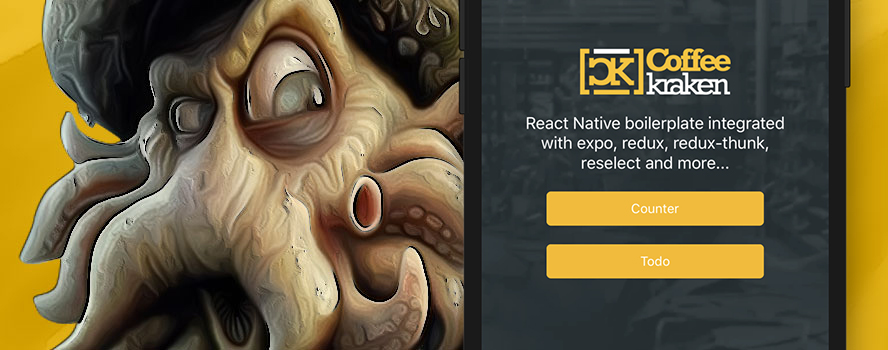 [CK] Coffee
kraken
React Native boilerplate integrated
with expo, redux, redux-thunk,
reselect and more...
Counter
Todo